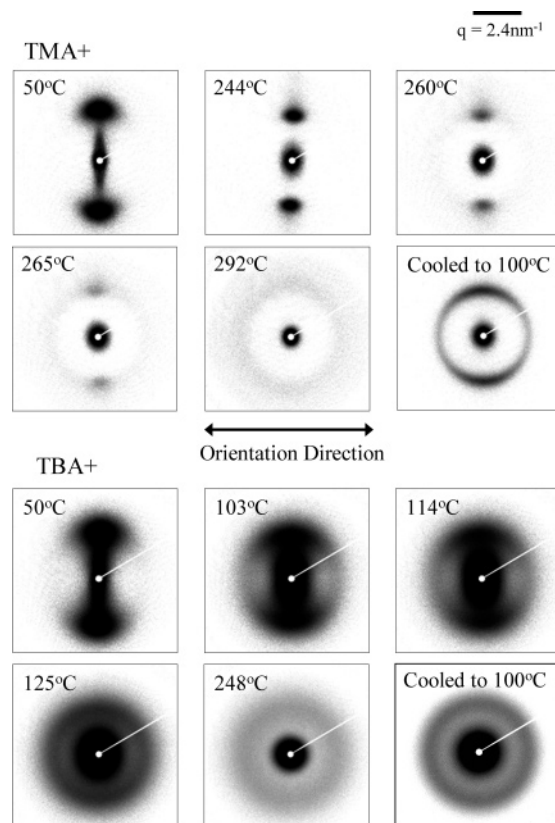 q = 2.4nm⁻¹
TMA+
50°C
244°C
260°C
265°C
292°C
Cooled to 100°C
Orientation Direction
TBA+
50°C
103°C
114°C
125°C
248°C
Cooled to 100°C